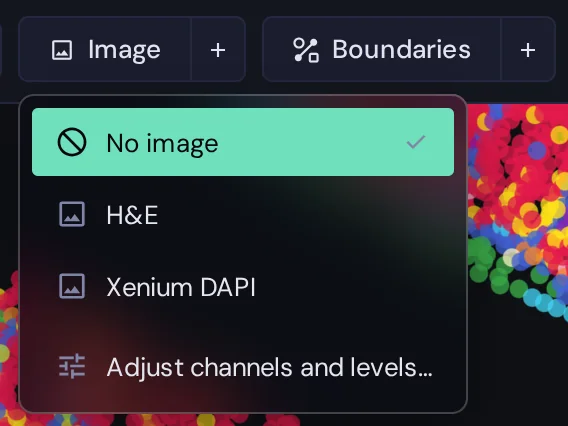 Image + Boundaries +
No image
H&E
Xenium DAPI
Adjust channels and levels...